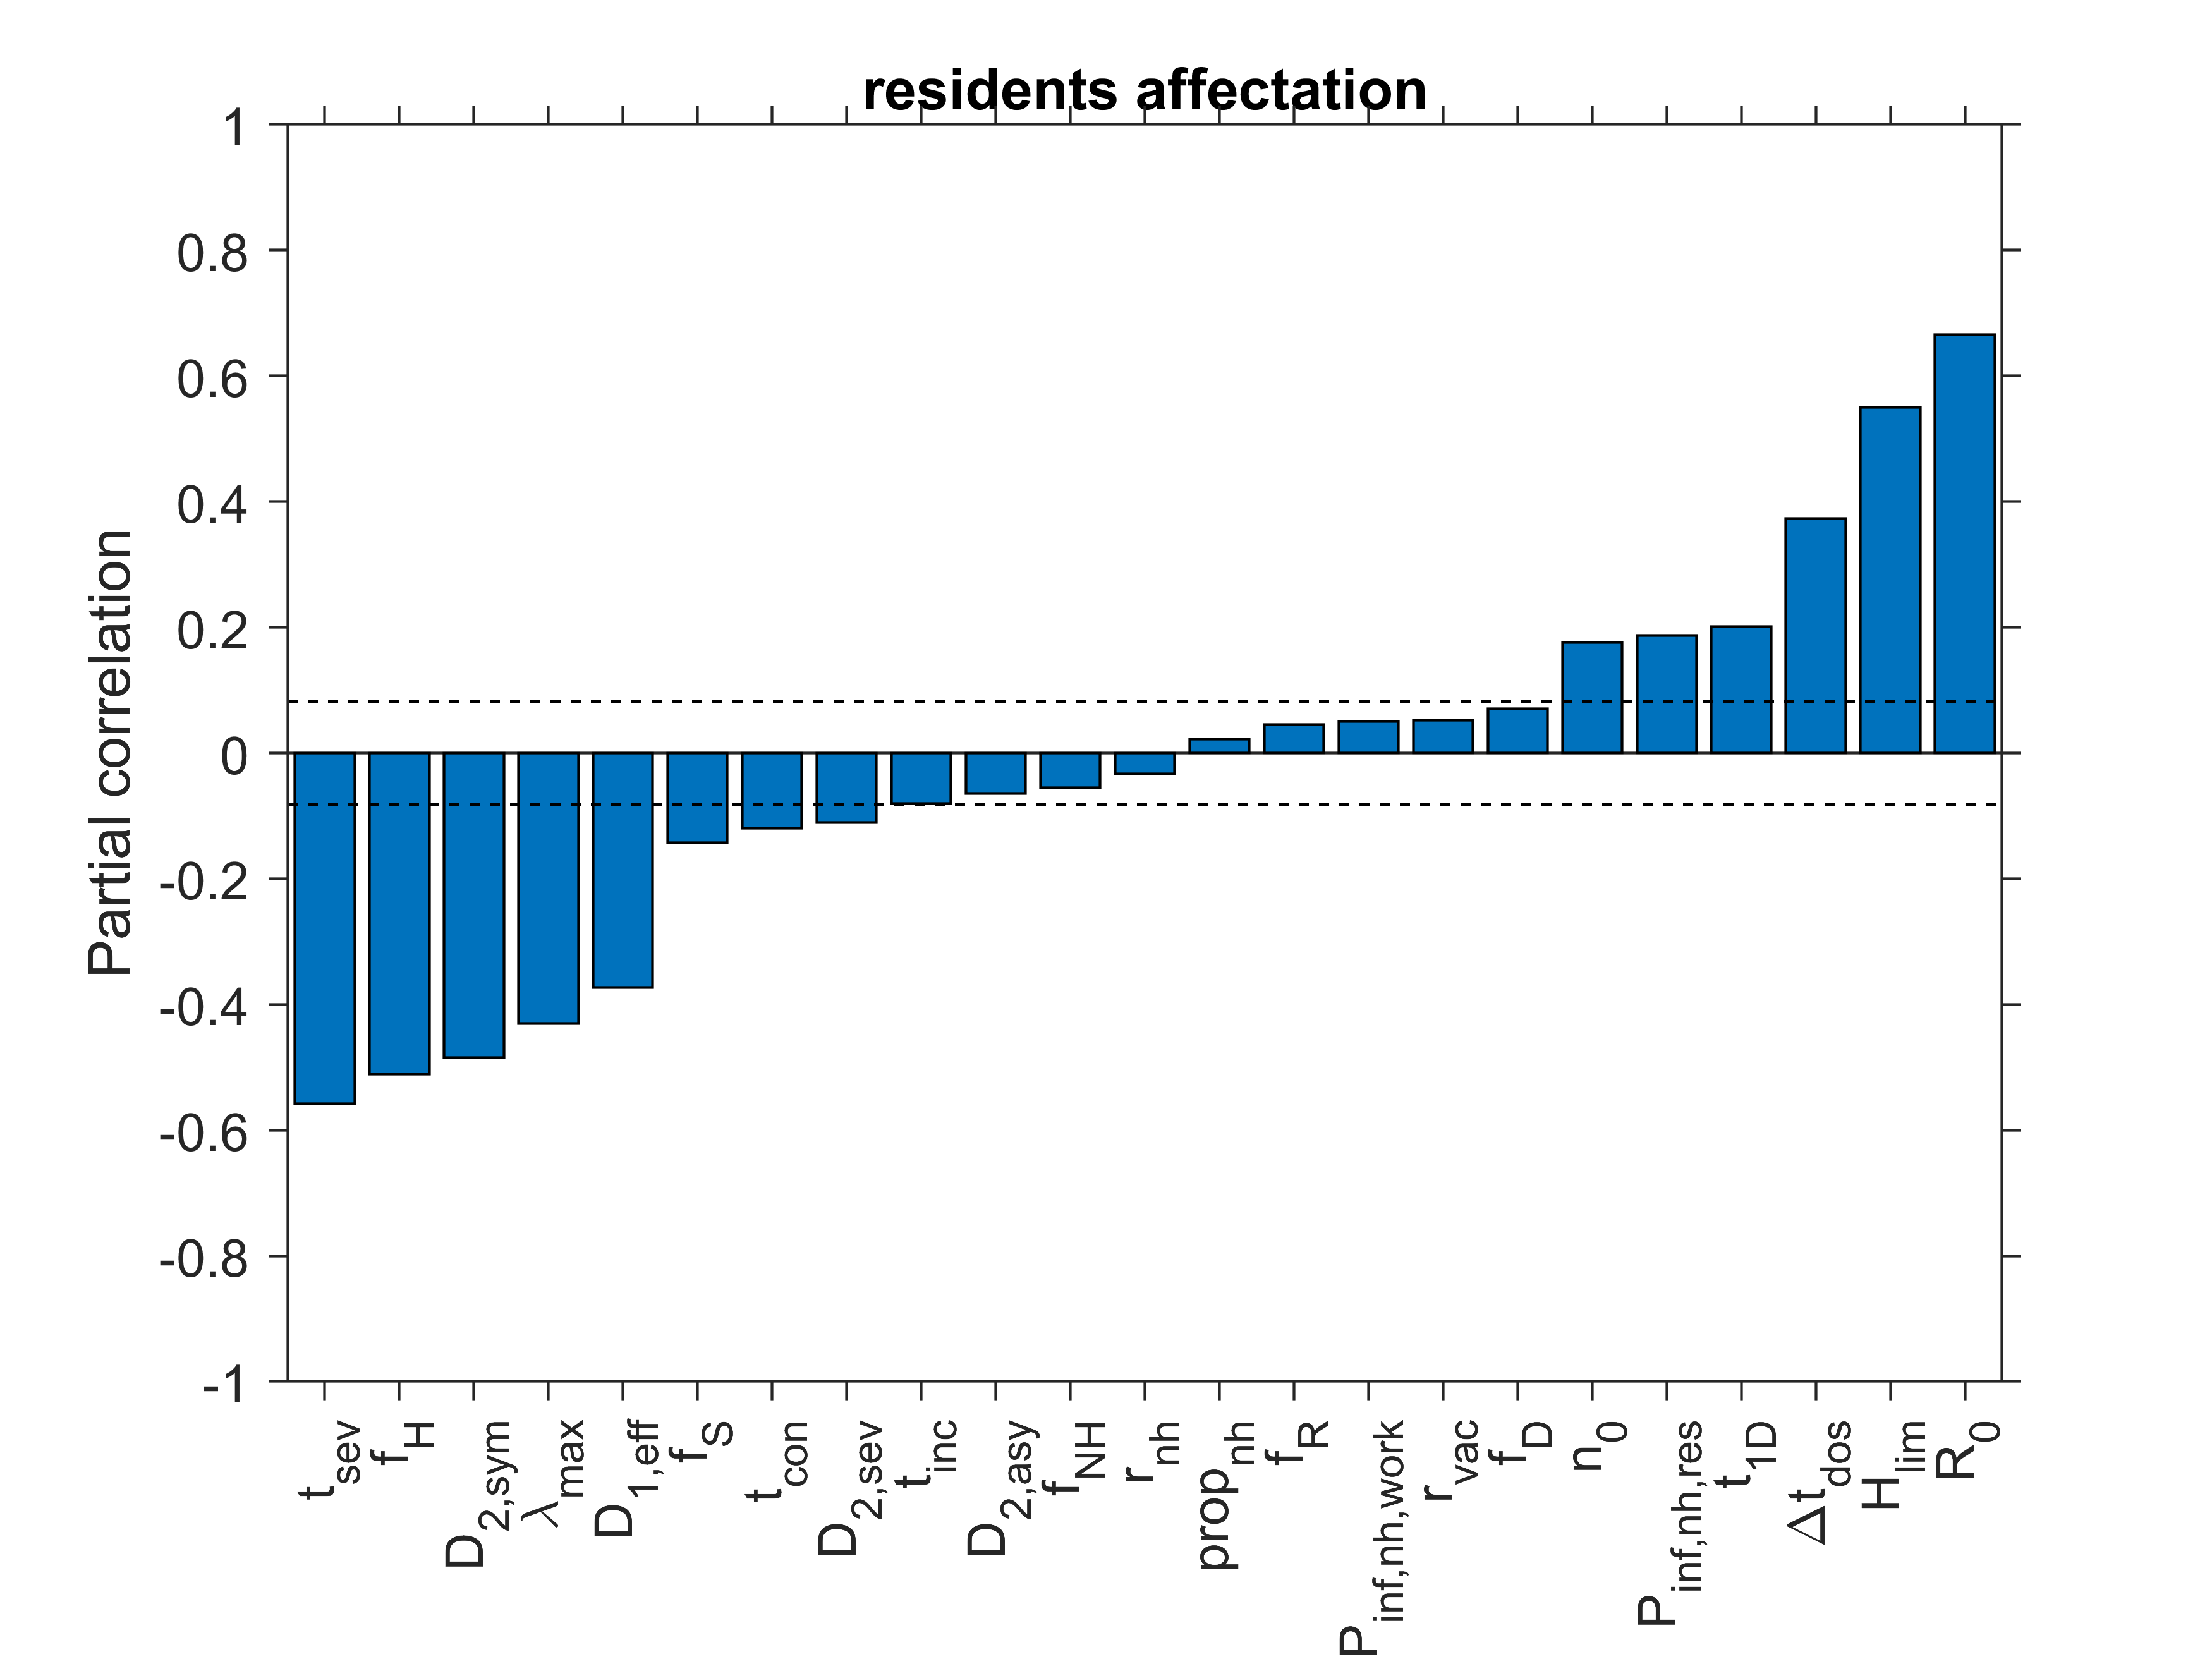 residents affectation
1
0.8
0.6
0.4
0.2
0
-0.2
-0.4
-0.6
-0.8
-1
Partial correlation
t_sev
f_H
D_2,sym
λ_max
D_1,eff
f_S
t_con
D_2,sev
t_inc
D_2,asy
f_NH
r_nh
prop_nh
f_R
P_inf,nh,work
r_vac
f_D
n_0
P_inf,nh,res
t_1D
Δt_dos
H_lim
R_0